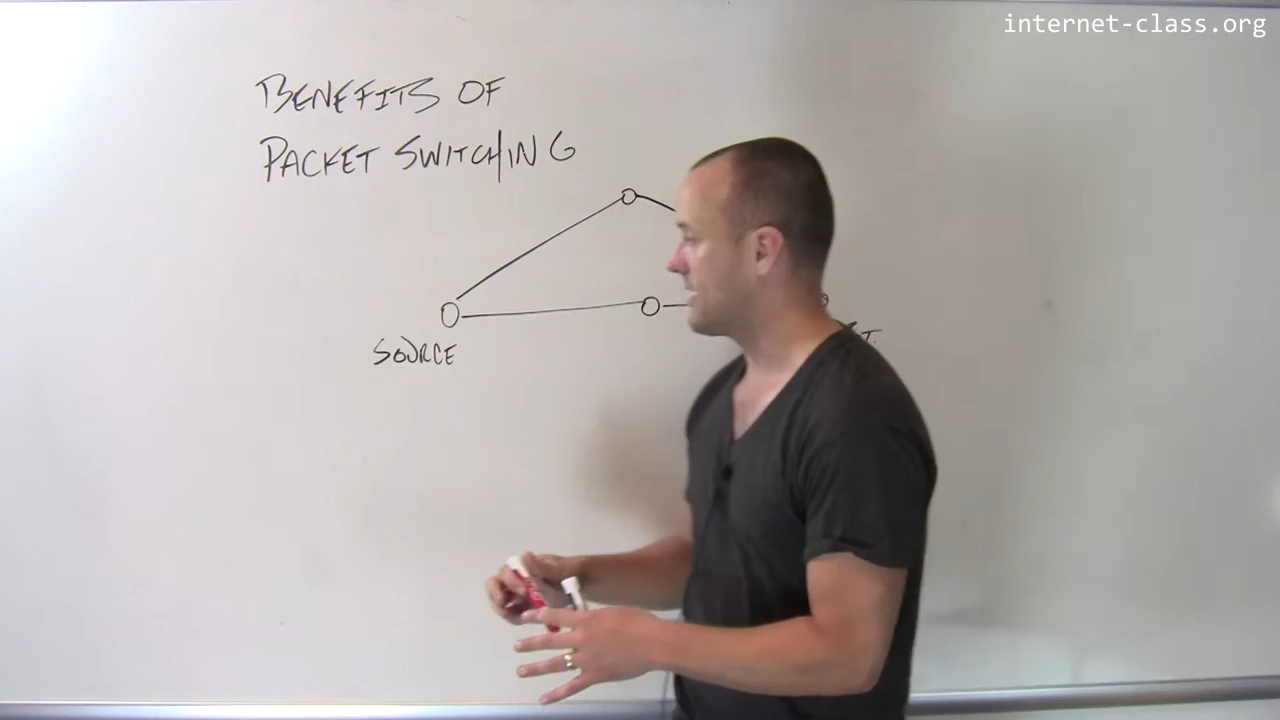 internet-class.org
BENEFITS OF
PACKET SWITCHING
SOURCE